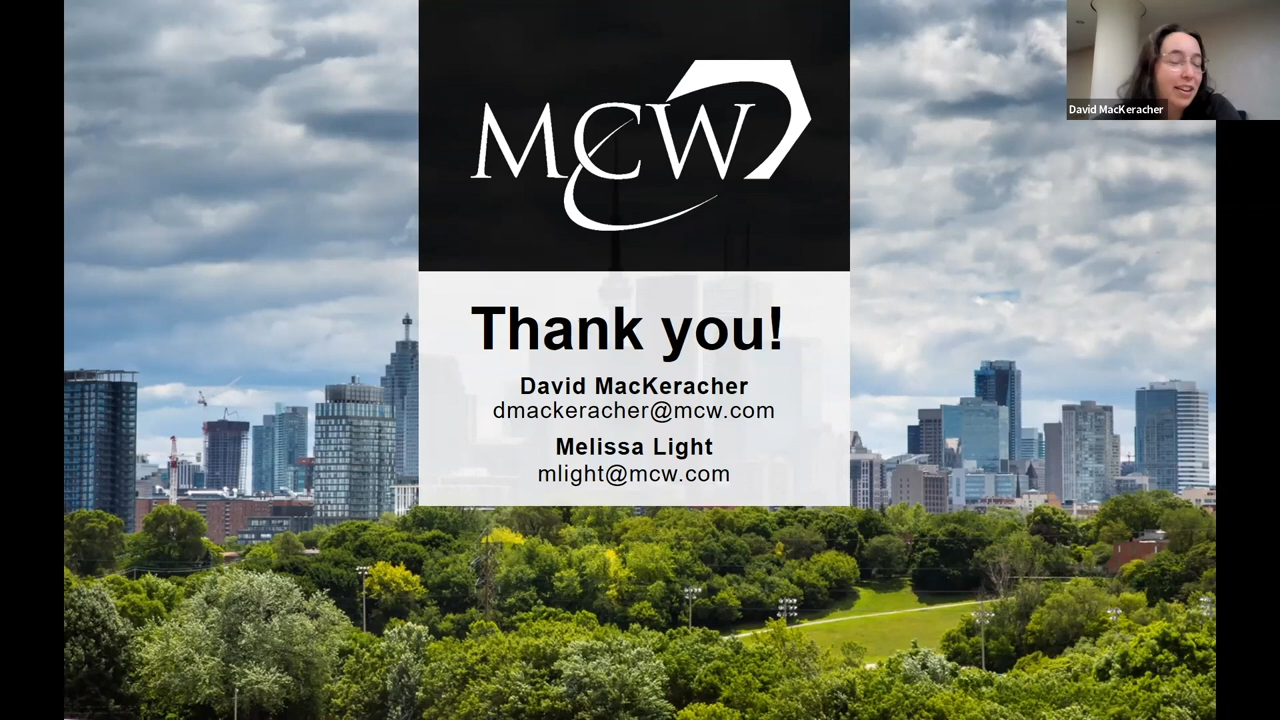 MCW
David MacKeracher
Thank you!
David MacKeracher
dmackeracher@mcw.com
Melissa Light
mlight@mcw.com